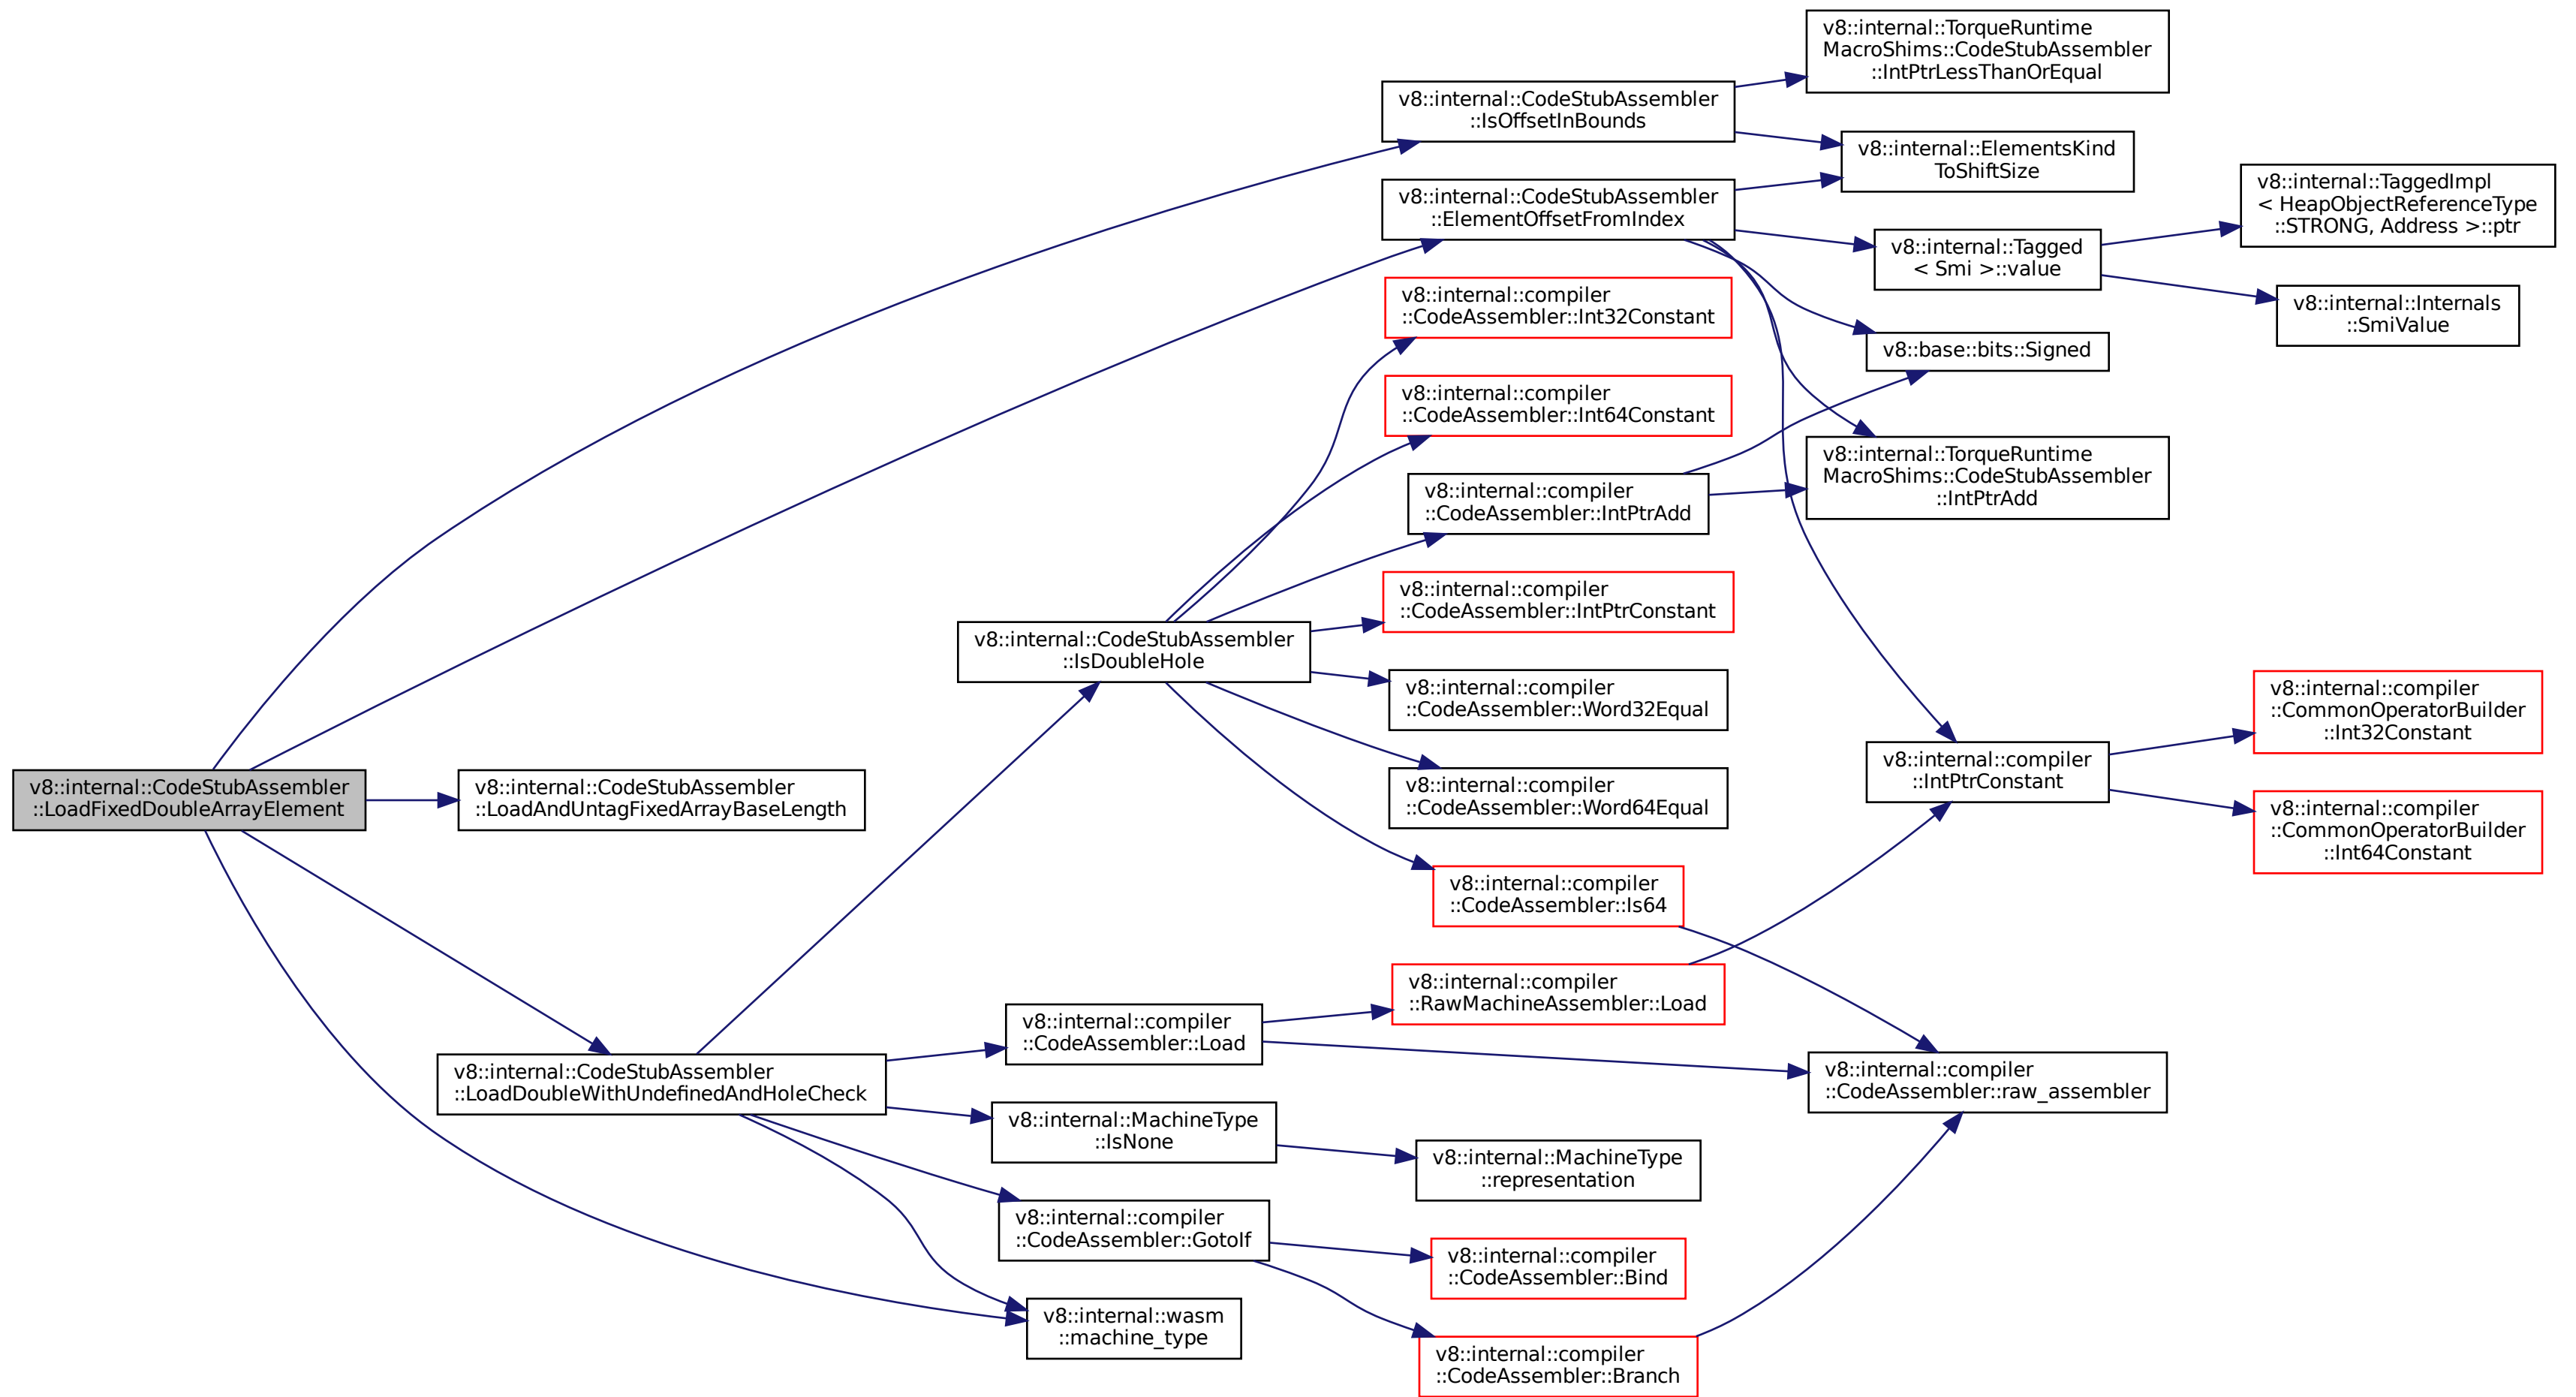 v8::internal::CodeStubAssembler
::LoadFixedDoubleArrayElement
v8::internal::CodeStubAssembler
::LoadAndUntagFixedArrayBaseLength
v8::internal::CodeStubAssembler
::LoadDoubleWithUndefinedAndHoleCheck
v8::internal::CodeStubAssembler
::IsDoubleHole
v8::internal::compiler
::CodeAssembler::Load
v8::internal::MachineType
::IsNone
v8::internal::compiler
::CodeAssembler::GotoIf
v8::internal::wasm
::machine_type
v8::internal::CodeStubAssembler
::IsOffsetInBounds
v8::internal::CodeStubAssembler
::ElementOffsetFromIndex
v8::internal::compiler
::CodeAssembler::Int32Constant
v8::internal::compiler
::CodeAssembler::Int64Constant
v8::internal::compiler
::CodeAssembler::IntPtrAdd
v8::internal::compiler
::CodeAssembler::IntPtrConstant
v8::internal::compiler
::CodeAssembler::Word32Equal
v8::internal::compiler
::CodeAssembler::Word64Equal
v8::internal::compiler
::CodeAssembler::Is64
v8::internal::compiler
::RawMachineAssembler::Load
v8::internal::MachineType
::representation
v8::internal::compiler
::CodeAssembler::Bind
v8::internal::compiler
::CodeAssembler::Branch
v8::internal::TorqueRuntime
MacroShims::CodeStubAssembler
::IntPtrLessThanOrEqual
v8::internal::ElementsKind
ToShiftSize
v8::internal::Tagged
< Smi >::value
v8::base::bits::Signed
v8::internal::TorqueRuntime
MacroShims::CodeStubAssembler
::IntPtrAdd
v8::internal::compiler
::IntPtrConstant
v8::internal::compiler
::CodeAssembler::raw_assembler
v8::internal::TaggedImpl
< HeapObjectReferenceType
::STRONG, Address >::ptr
v8::internal::Internals
::SmiValue
v8::internal::compiler
::CommonOperatorBuilder
::Int32Constant
v8::internal::compiler
::CommonOperatorBuilder
::Int64Constant